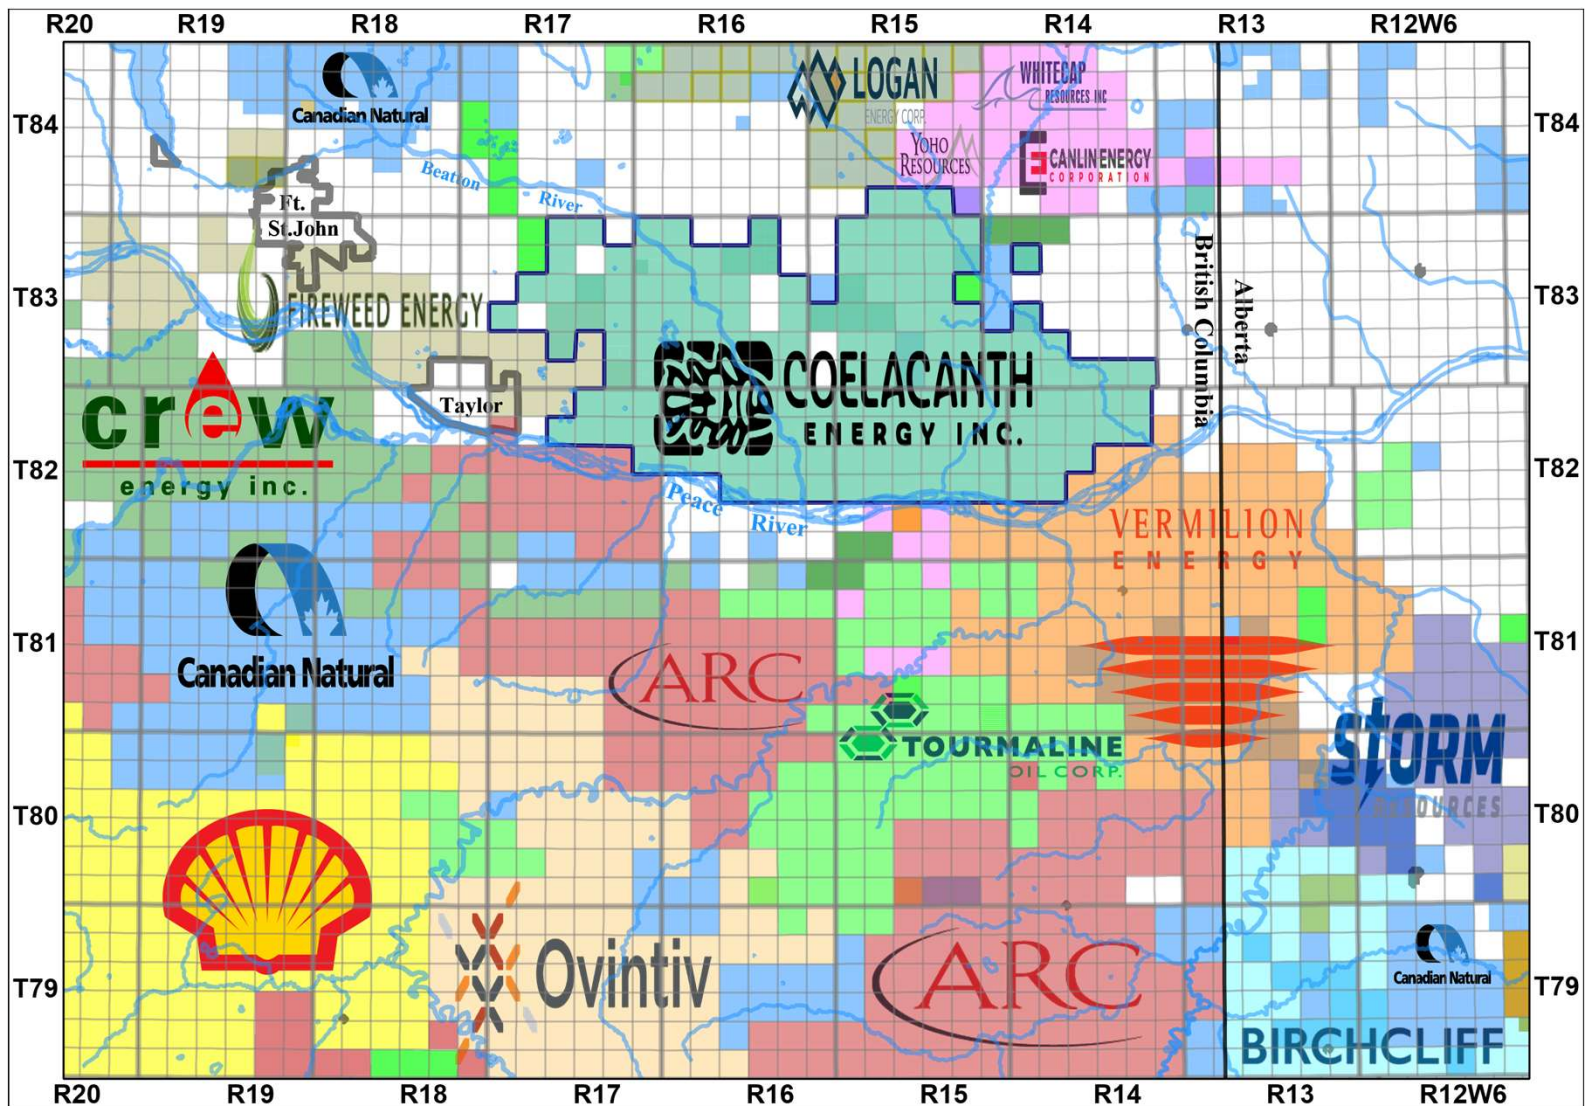 R20 R19 R18 R17 R16 R15 R14 R13 R12W6
LOGAN
ENERGY CORP.
WHITECAP
RESOURCES INC
Canadian Natural
T84
T84
YOHO
RESOURCES
CANLIN ENERGY
CORPORATION
Beatton
River
Ft.
St.John
British Columbia
Alberta
T83
T83
FIREWEED ENERGY
COELACANTH
ENERGY INC.
Taylor
crew
energy inc.
T82
T82
Peace
River
VERMILION
ENERGY
T81
T81
Canadian Natural
ARC
TOURMALINE
OIL CORP.
STORM
RESOURCES
T80
T80
Ovintiv
ARC
Canadian Natural
T79
T79
BIRCHCLIFF
R20 R19 R18 R17 R16 R15 R14 R13 R12W6